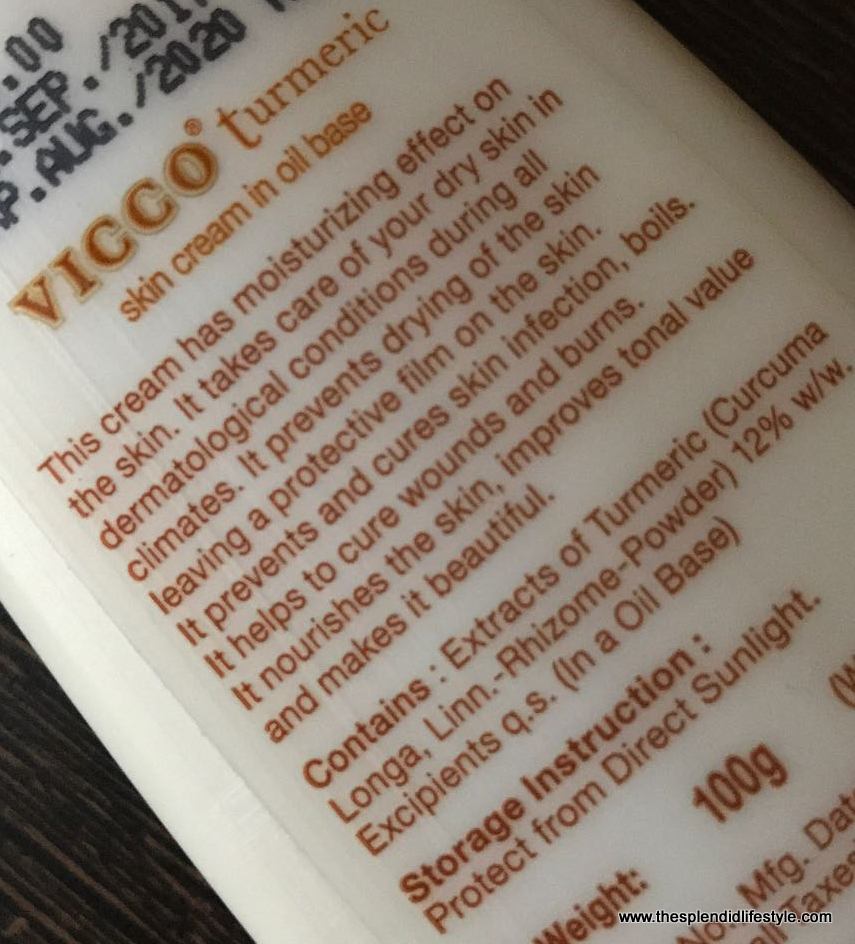 .00
SEP./2017
P.AUG./2020
VICCO® turmeric
skin cream in oil base
This cream has moisturizing effect on
the skin. It takes care of your dry skin in
dermatological conditions during all
climates. It prevents drying of the skin
leaving a protective film on the skin.
It prevents and cures skin infection, boils.
It helps to cure wounds and burns.
It nourishes the skin, improves tonal value
and makes it beautiful.
Contains : Extracts of Turmeric (Curcuma
Longa, Linn.-Rhizome-Powder) 12% w/w.
Excipients q.s. (In a Oil Base)
Storage Instruction :
Protect from Direct Sunlight.
Weight: 100g
No., Mfg. Date
Taxes
www.thesplendidlifestyle.com